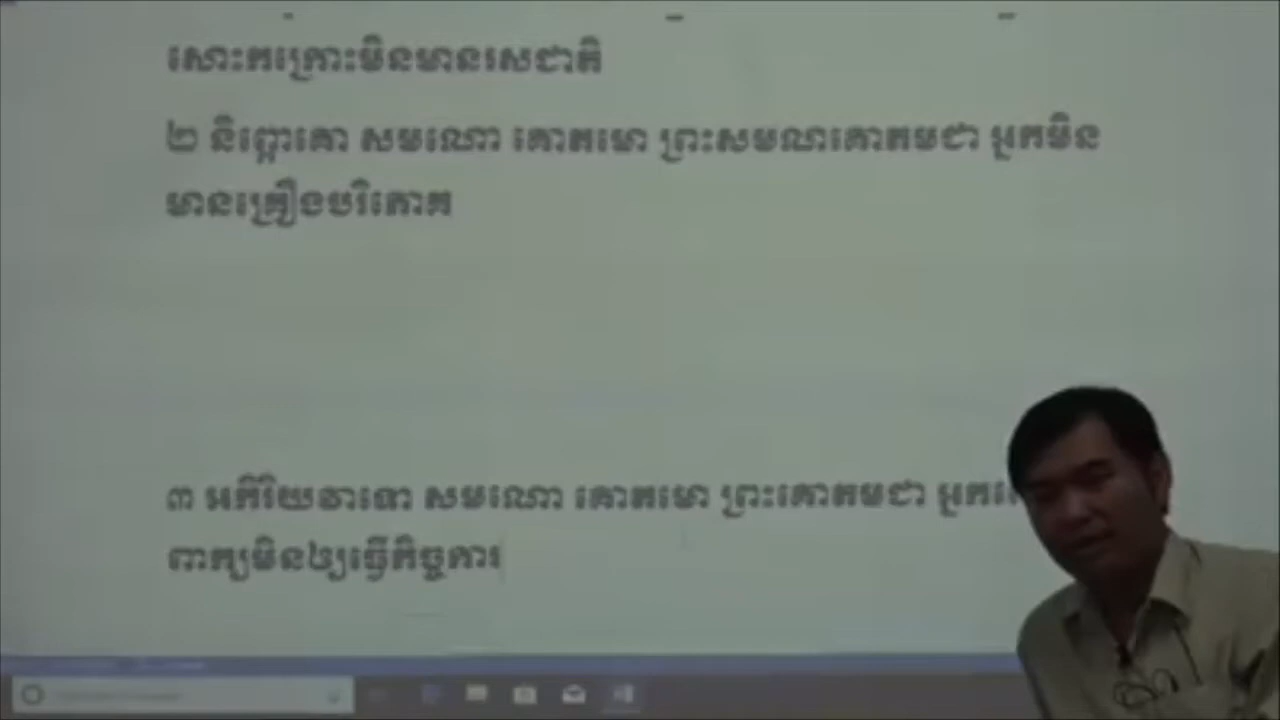 សោះកក្រោះមិនមានរសជាតិ
២ និព្ភោគោ សមណោ គោតមោ ព្រះសមណគោតមជា អ្នកមិន
មានគ្រឿងបរិភោគ
៣ អកិរិយវាទោ សមណោ គោតមោ ព្រះគោតមជា អ្នក
ពាក្យមិនឲ្យធ្វើកិច្ចការ